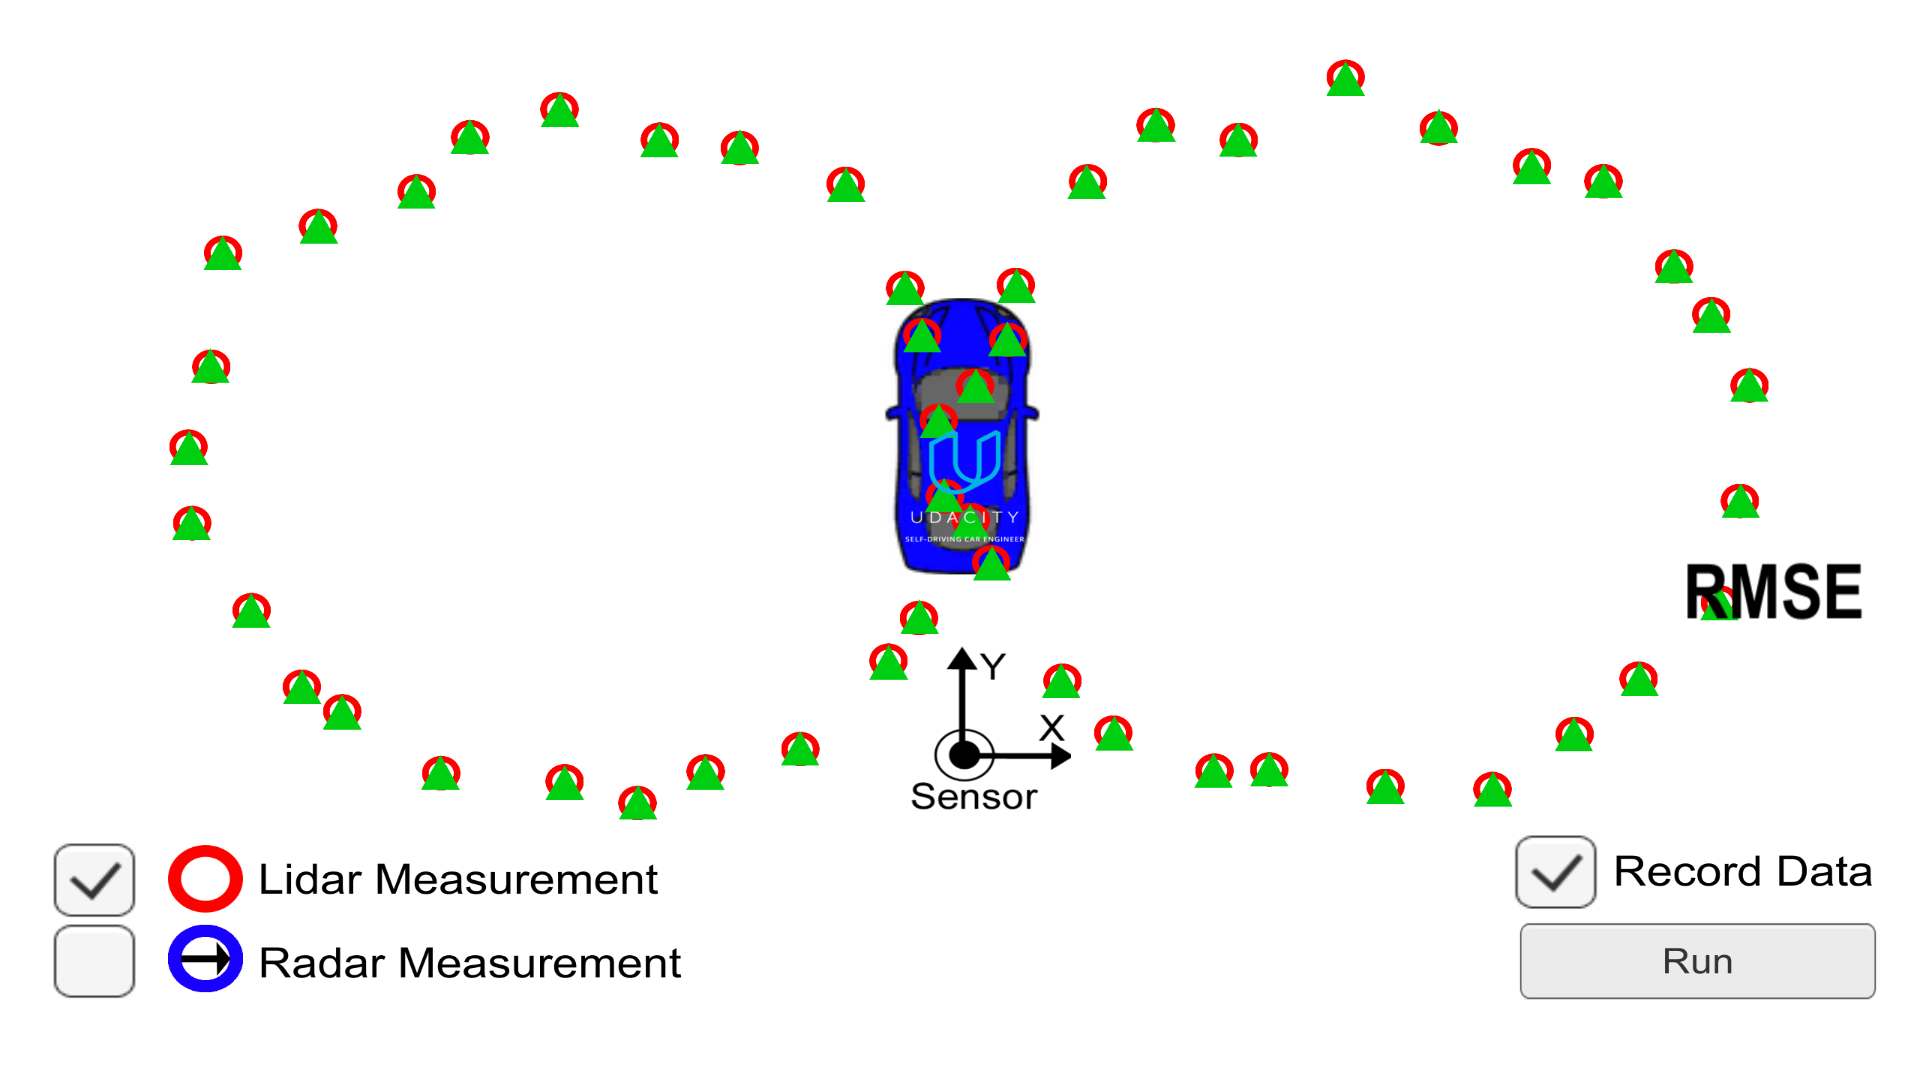 UDACITY
SELF-DRIVING CAR ENGINEER
RMSE
Y
X
Sensor
Lidar Measurement
Record Data
Radar Measurement
Run